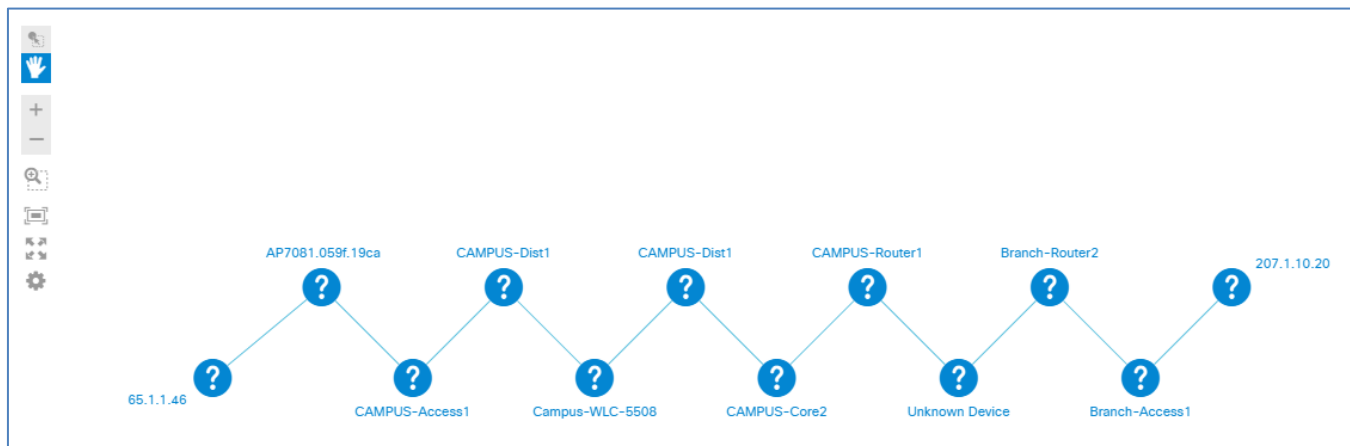 AP7081.059f.19ca
CAMPUS-Dist1
CAMPUS-Dist1
CAMPUS-Router1
Branch-Router2
207.1.10.20
65.1.1.46
CAMPUS-Access1
Campus-WLC-5508
CAMPUS-Core2
Unknown Device
Branch-Access1